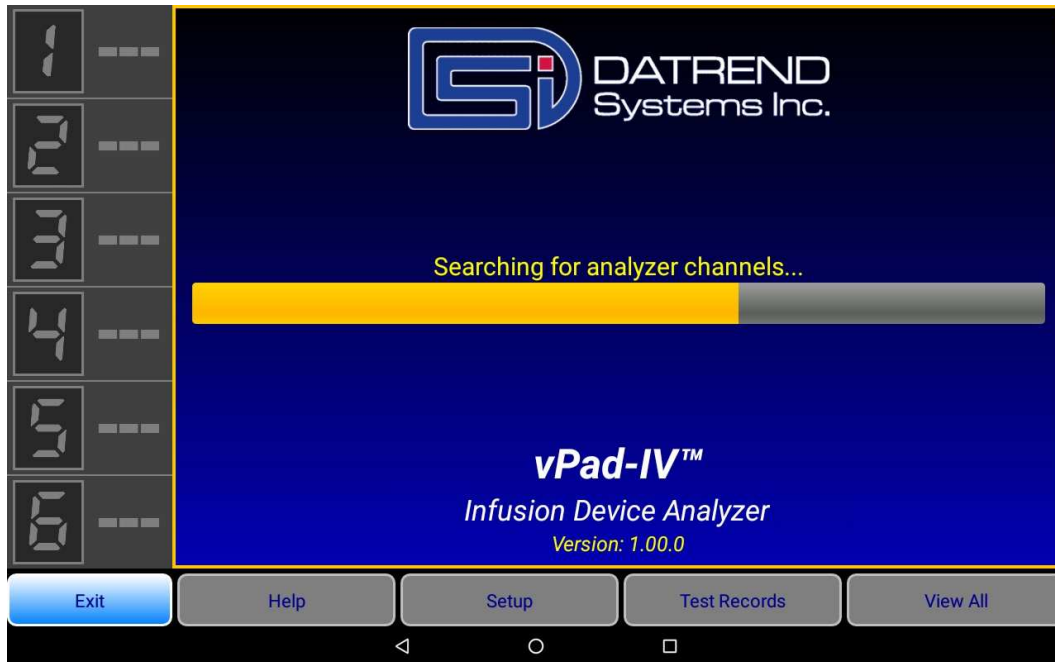 1 ---
2 ---
3 ---
4 ---
5 ---
6 ---
DATREND
Systems Inc.
Searching for analyzer channels...
vPad-IV™
Infusion Device Analyzer
Version: 1.00.0
Exit
Help
Setup
Test Records
View All